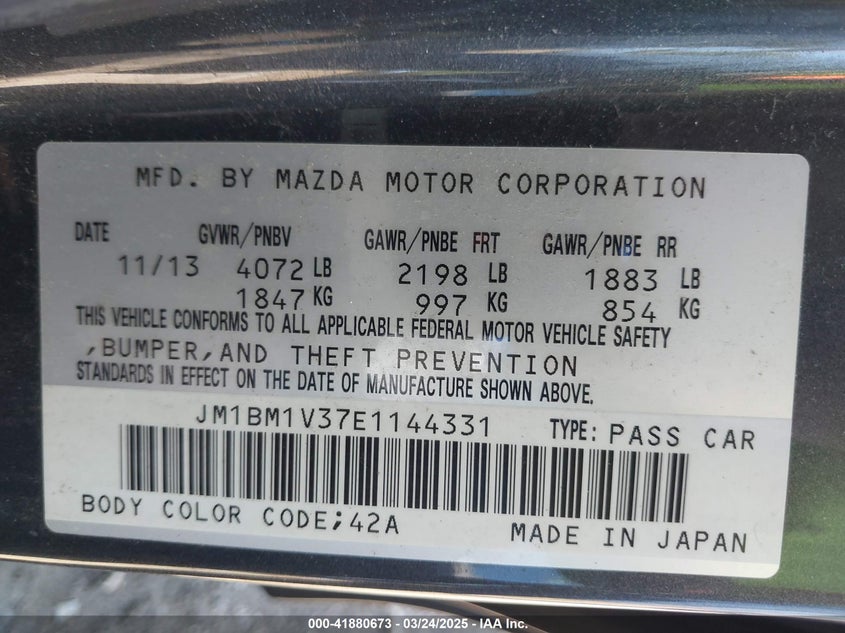 MFD. BY MAZDA MOTOR CORPORATION
DATE GVWR/PNBV GAWR/PNBE FRT GAWR/PNBE RR
11/13 4072 LB 2198 LB 1883 LB
1847 KG 997 KG 854 KG
THIS VEHICLE CONFORMS TO ALL APPLICABLE FEDERAL MOTOR VEHICLE SAFETY
,BUMPER,AND THEFT PREVENTION
STANDARDS IN EFFECT ON THE DATE OF MANUFACTURE SHOWN ABOVE.
JM1BM1V37E1144331 TYPE: PASS CAR
BODY COLOR CODE;42A
MADE IN JAPAN
000-41880673 — 03/24/2025 — IAA Inc.